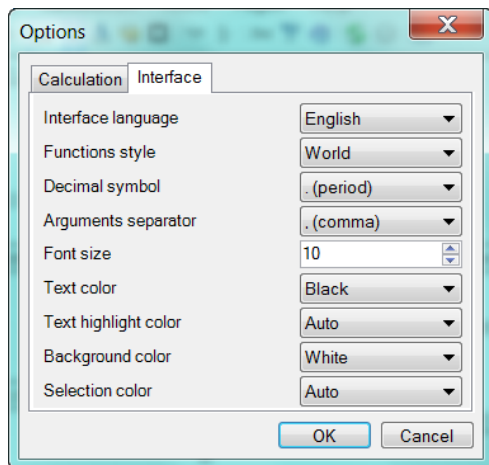 Options
Calculation Interface
Interface language English
Functions style World
Decimal symbol . (period)
Arguments separator , (comma)
Font size 10
Text color Black
Text highlight color Auto
Background color White
Selection color Auto
OK Cancel